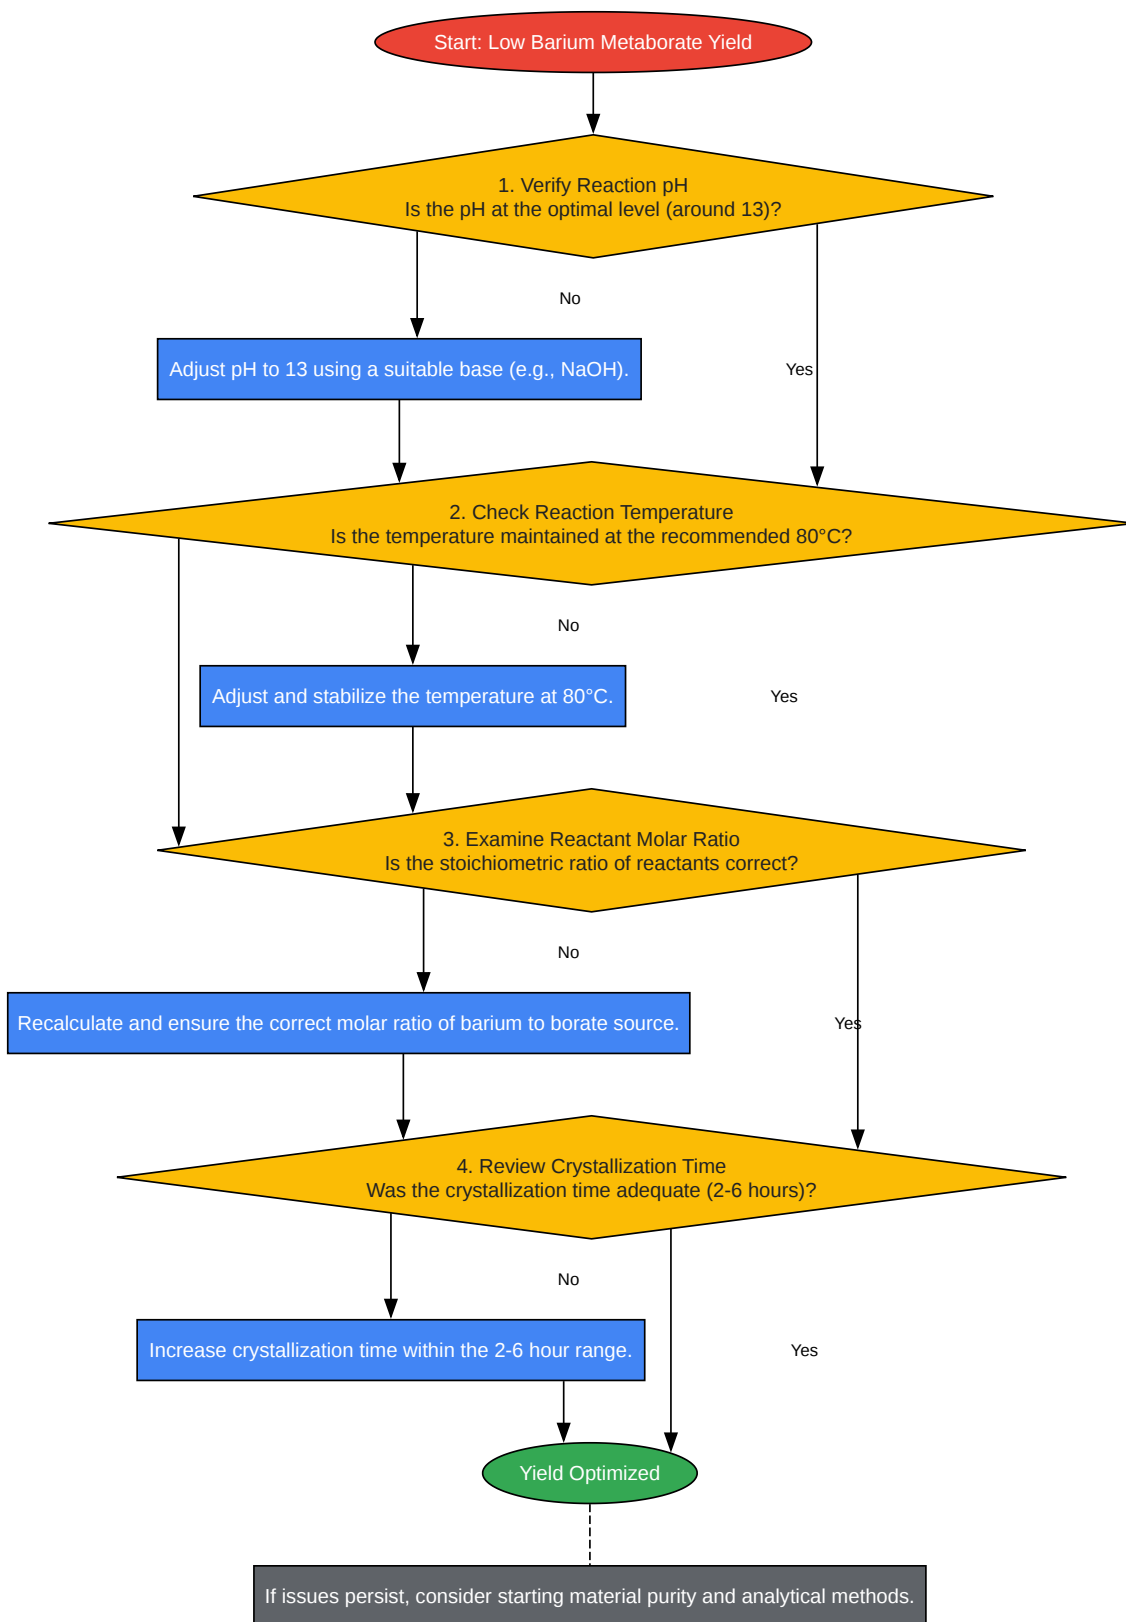 Start: Low Barium Metaborate Yield
1. Verify Reaction pH
Is the pH at the optimal level (around 13)?
No
Adjust pH to 13 using a suitable base (e.g., NaOH).
Yes
2. Check Reaction Temperature
Is the temperature maintained at the recommended 80°C?
No
Adjust and stabilize the temperature at 80°C.
Yes
3. Examine Reactant Molar Ratio
Is the stoichiometric ratio of reactants correct?
No
Recalculate and ensure the correct molar ratio of barium to borate source.
Yes
4. Review Crystallization Time
Was the crystallization time adequate (2-6 hours)?
No
Increase crystallization time within the 2-6 hour range.
Yes
Yield Optimized
If issues persist, consider starting material purity and analytical methods.